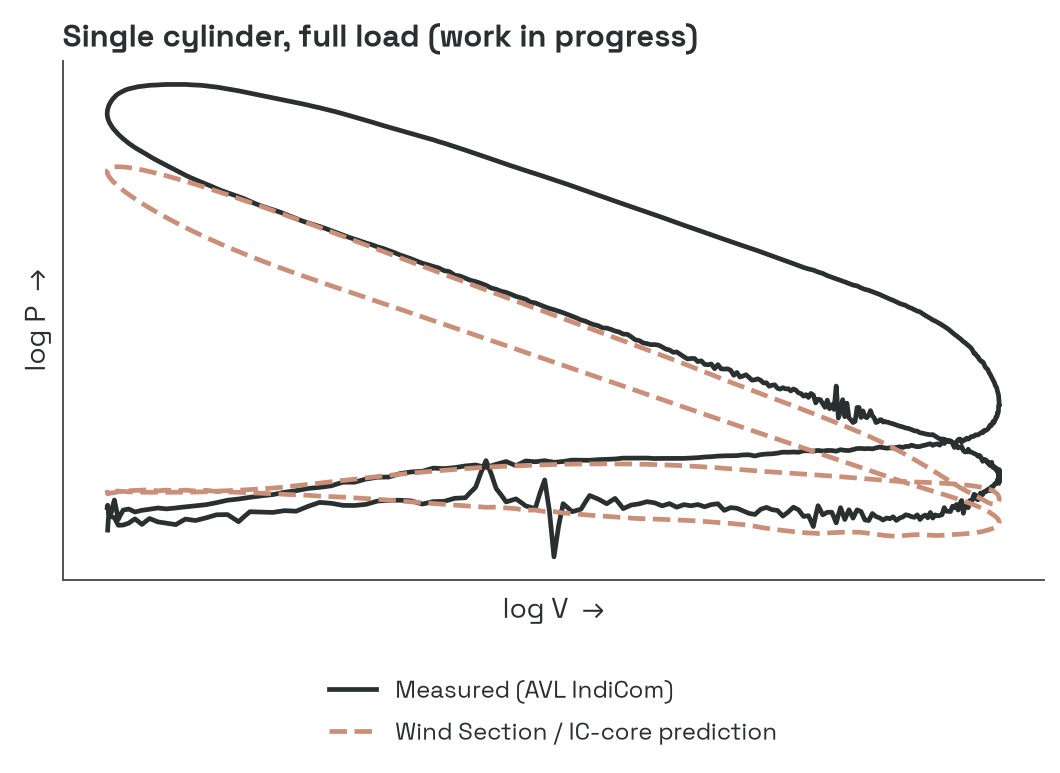 Single cylinder, full load (work in progress)
log P →
log V →
Measured (AVL IndiCom)
Wind Section / IC-core prediction